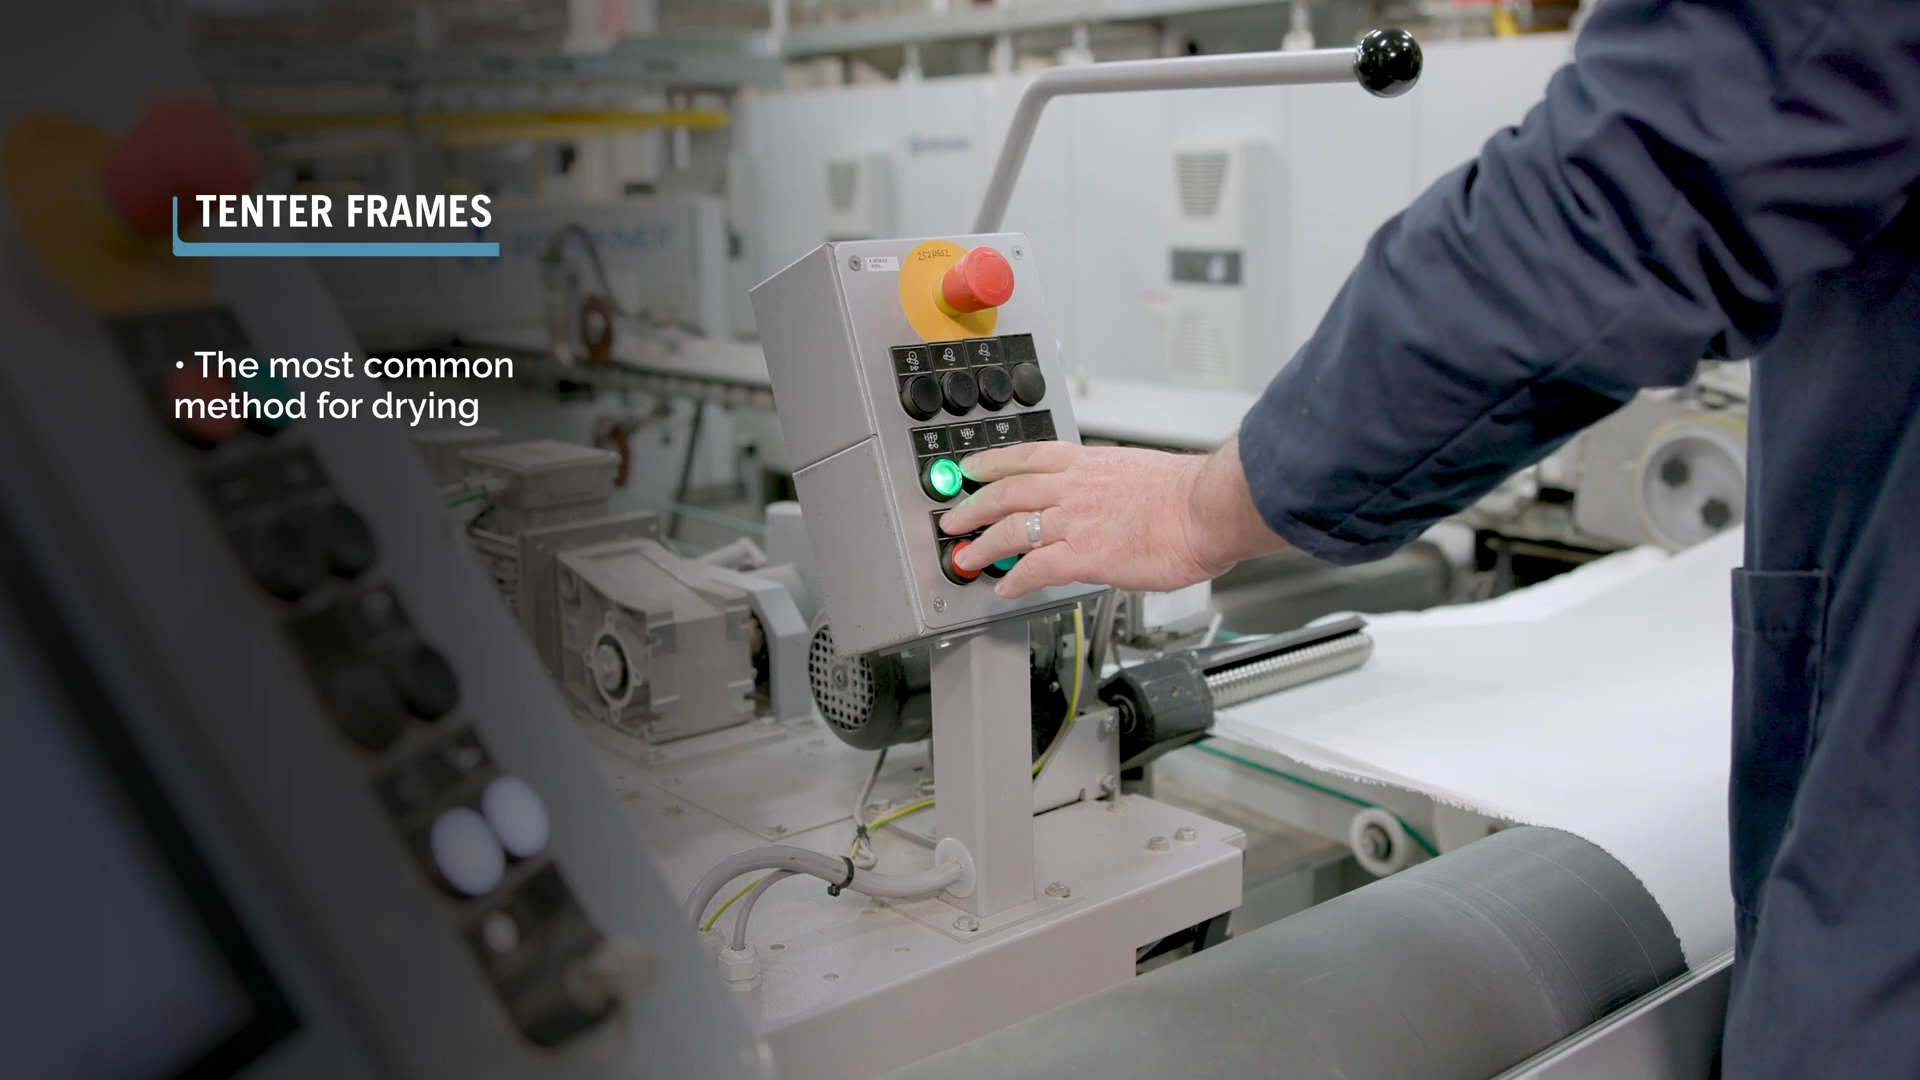 TENTER FRAMES
• The most common
method for drying